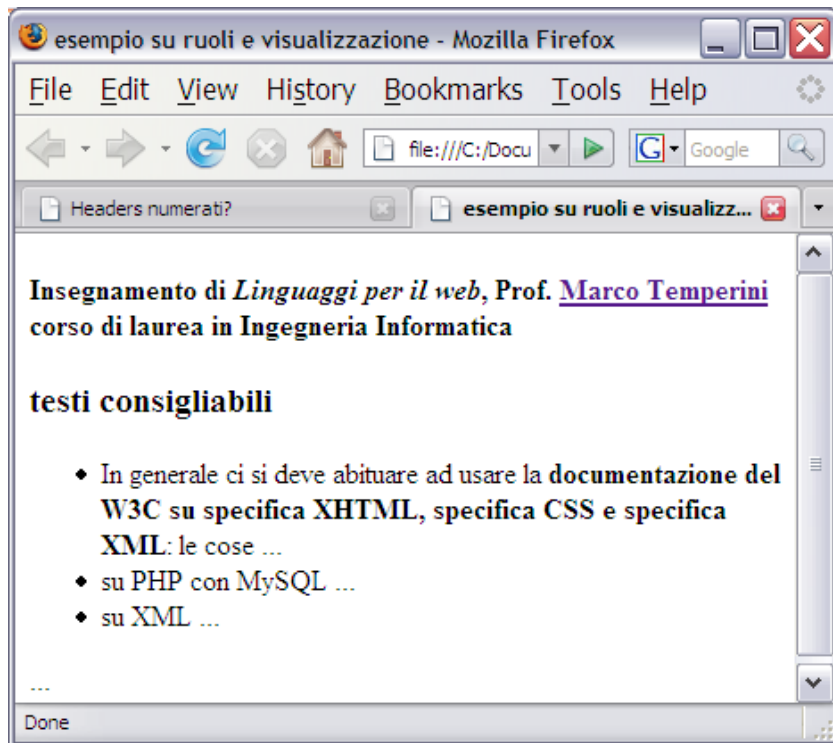 esempio su ruoli e visualizzazione - Mozilla Firefox
File Edit View History Bookmarks Tools Help
file:///C:/Docu G Google
Headers numerati? esempio su ruoli e visualizz...
Insegnamento di Linguaggi per il web, Prof. Marco Temperini
corso di laurea in Ingegneria Informatica
testi consigliabili
• In generale ci si deve abituare ad usare la documentazione del
W3C su specifica XHTML, specifica CSS e specifica
XML: le cose ...
• su PHP con MySQL ...
• su XML ...
...
Done